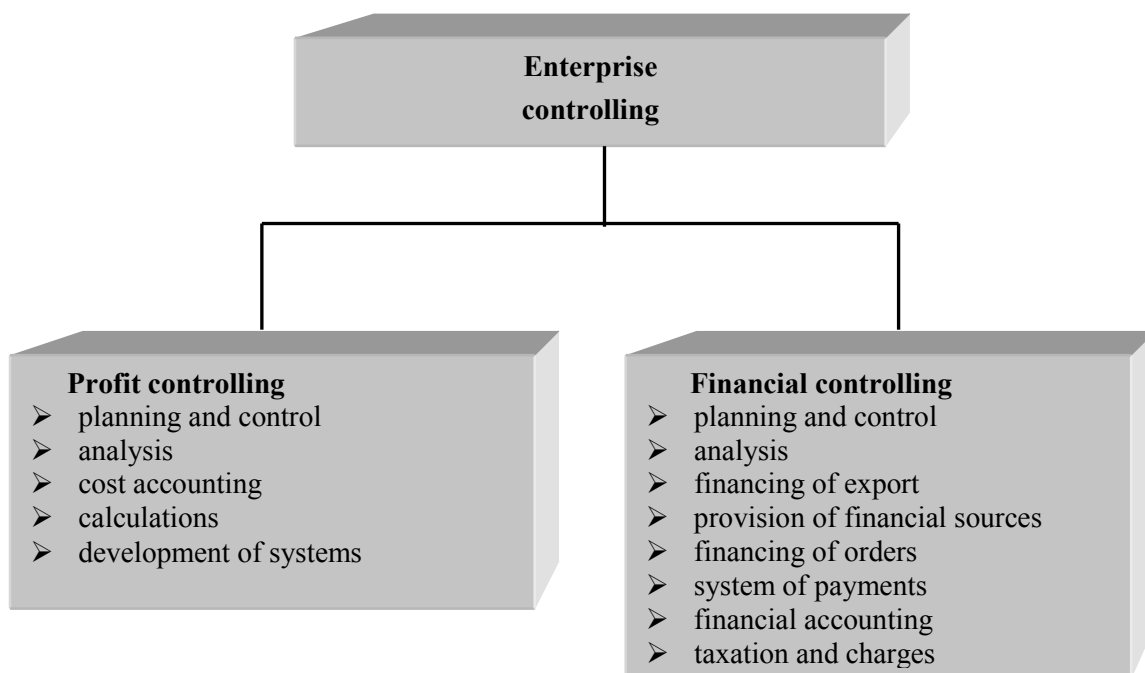 Enterprise
controlling
Profit controlling
➢ planning and control
➢ analysis
➢ cost accounting
➢ calculations
➢ development of systems
Financial controlling
➢ planning and control
➢ analysis
➢ financing of export
➢ provision of financial sources
➢ financing of orders
➢ system of payments
➢ financial accounting
➢ taxation and charges